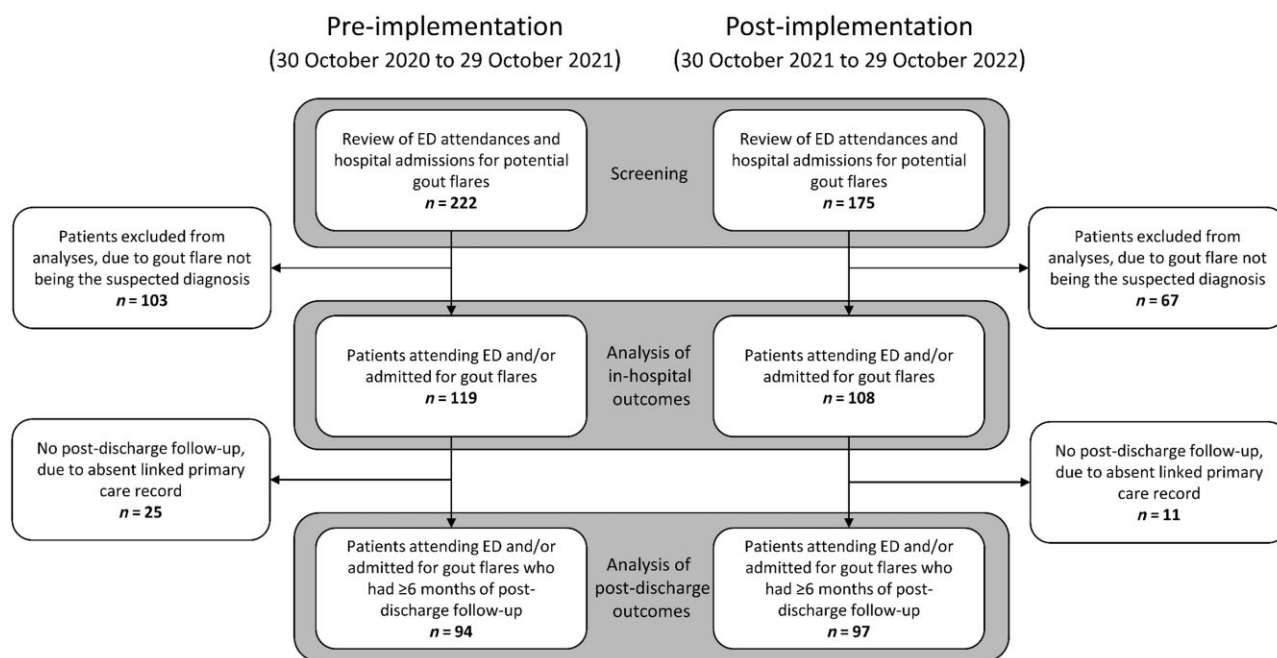 Pre-implementation
(30 October 2020 to 29 October 2021)
Post-implementation
(30 October 2021 to 29 October 2022)
Review of ED attendances and
hospital admissions for potential
gout flares
n = 222
Screening
Review of ED attendances and
hospital admissions for potential
gout flares
n = 175
Patients excluded from
analyses, due to gout flare not
being the suspected diagnosis
n = 103
Patients excluded from
analyses, due to gout flare not
being the suspected diagnosis
n = 67
Patients attending ED and/or
admitted for gout flares
n = 119
Analysis of
in-hospital
outcomes
Patients attending ED and/or
admitted for gout flares
n = 108
No post-discharge follow-up,
due to absent linked primary
care record
n = 25
No post-discharge follow-up,
due to absent linked primary
care record
n = 11
Patients attending ED and/or
admitted for gout flares who
had ≥6 months of post-
discharge follow-up
n = 94
Analysis of
post-discharge
outcomes
Patients attending ED and/or
admitted for gout flares who
had ≥6 months of post-
discharge follow-up
n = 97